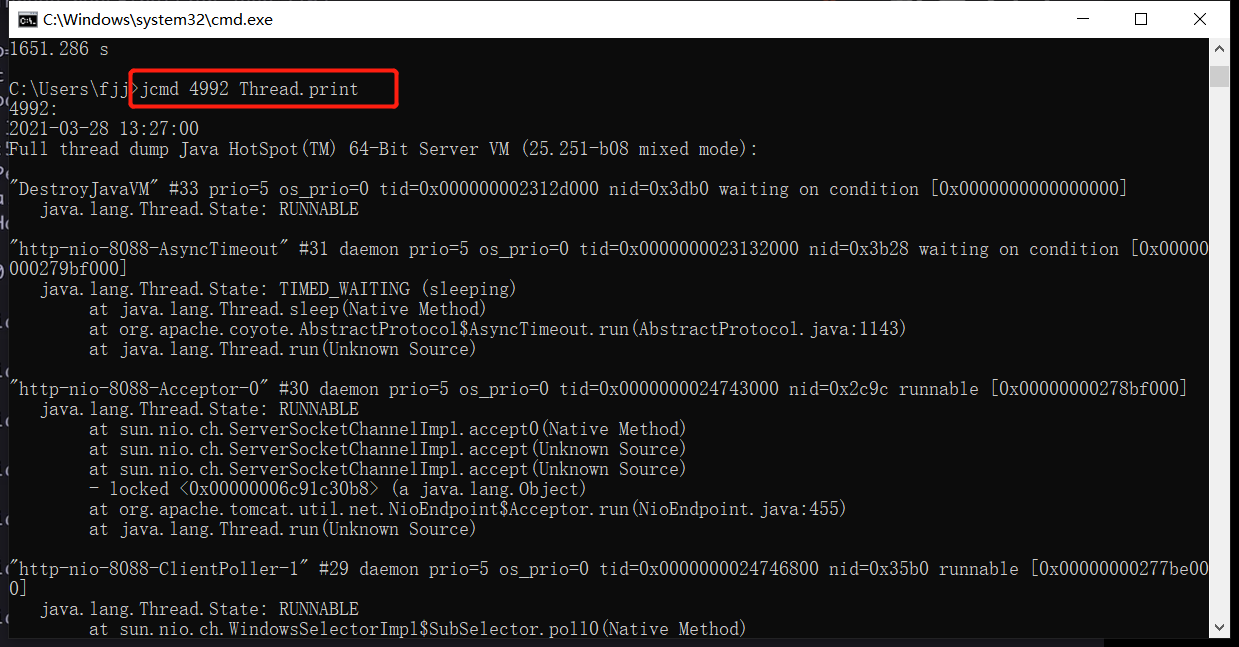 C:\Windows\system32\cmd.exe
1651.286 s
C:\Users\fjj>jcmd 4992 Thread.print
4992:
2021-03-28 13:27:00
Full thread dump Java HotSpot(TM) 64-Bit Server VM (25.251-b08 mixed mode):
"DestroyJavaVM" #33 prio=5 os_prio=0 tid=0x000000002312d000 nid=0x3db0 waiting on condition [0x0000000000000000]
java.lang.Thread.State: RUNNABLE
"http-nio-8088-AsyncTimeout" #31 daemon prio=5 os_prio=0 tid=0x0000000023132000 nid=0x3b28 waiting on condition [0x00000
000279bf000]
java.lang.Thread.State: TIMED_WAITING (sleeping)
at java.lang.Thread.sleep(Native Method)
at org.apache.coyote.AbstractProtocol$AsyncTimeout.run(AbstractProtocol.java:1143)
at java.lang.Thread.run(Unknown Source)
"http-nio-8088-Acceptor-0" #30 daemon prio=5 os_prio=0 tid=0x0000000024743000 nid=0x2c9c runnable [0x00000000278bf000]
java.lang.Thread.State: RUNNABLE
at sun.nio.ch.ServerSocketChannelImpl.accept0(Native Method)
at sun.nio.ch.ServerSocketChannelImpl.accept(Unknown Source)
at sun.nio.ch.ServerSocketChannelImpl.accept(Unknown Source)
- locked <0x00000006c91c30b8> (a java.lang.Object)
at org.apache.tomcat.util.net.NioEndpoint$Acceptor.run(NioEndpoint.java:455)
at java.lang.Thread.run(Unknown Source)
"http-nio-8088-ClientPoller-1" #29 daemon prio=5 os_prio=0 tid=0x0000000024746800 nid=0x35b0 runnable [0x00000000277be00
0]
java.lang.Thread.State: RUNNABLE
at sun.nio.ch.WindowsSelectorImpl$SubSelector.poll0(Native Method)